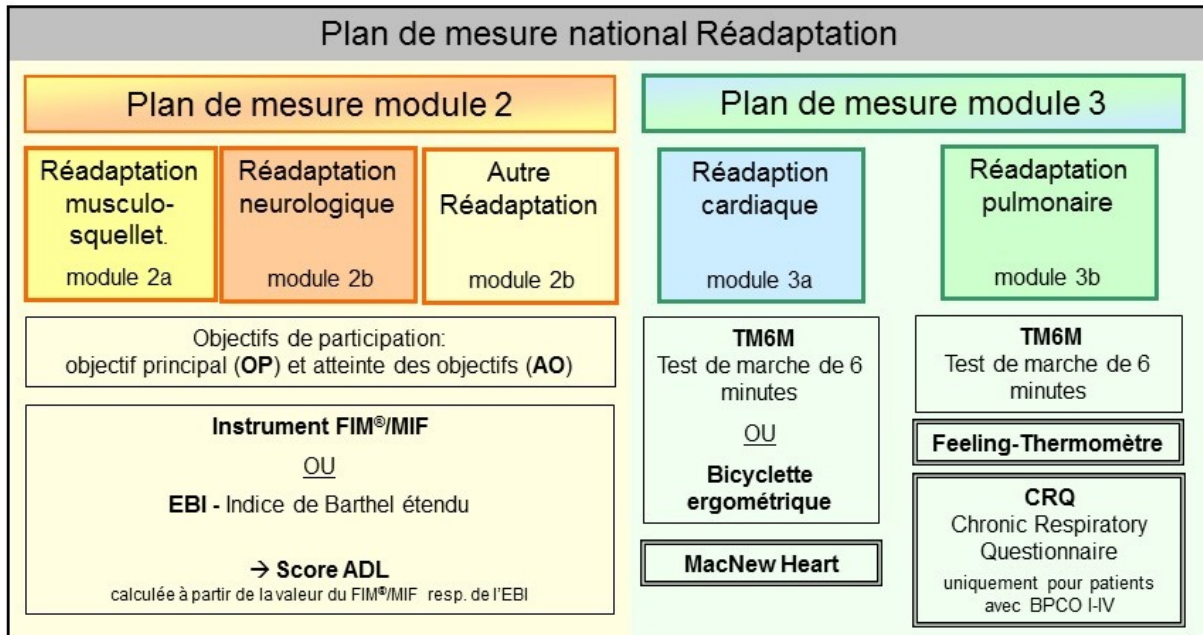 Plan de mesure national Réadaptation
Plan de mesure module 2
Réadaptation
musculo-
squellet.
module 2a
Réadaptation
neurologique
module 2b
Autre
Réadaptation
module 2b
Objectifs de participation:
objectif principal (OP) et atteinte des objectifs (AO)
Instrument FIM®/MIF
OU
EBI - Indice de Barthel étendu
→ Score ADL
calculée à partir de la valeur du FIM®/MIF resp. de l'EBI
Plan de mesure module 3
Réadaption
cardiaque
module 3a
Réadaptation
pulmonaire
module 3b
TM6M
Test de marche de 6
minutes
OU
Bicyclette
ergométrique
MacNew Heart
TM6M
Test de marche de 6
minutes
Feeling-Thermomètre
CRQ
Chronic Respiratory
Questionnaire
uniquement pour patients
avec BPCO I-IV